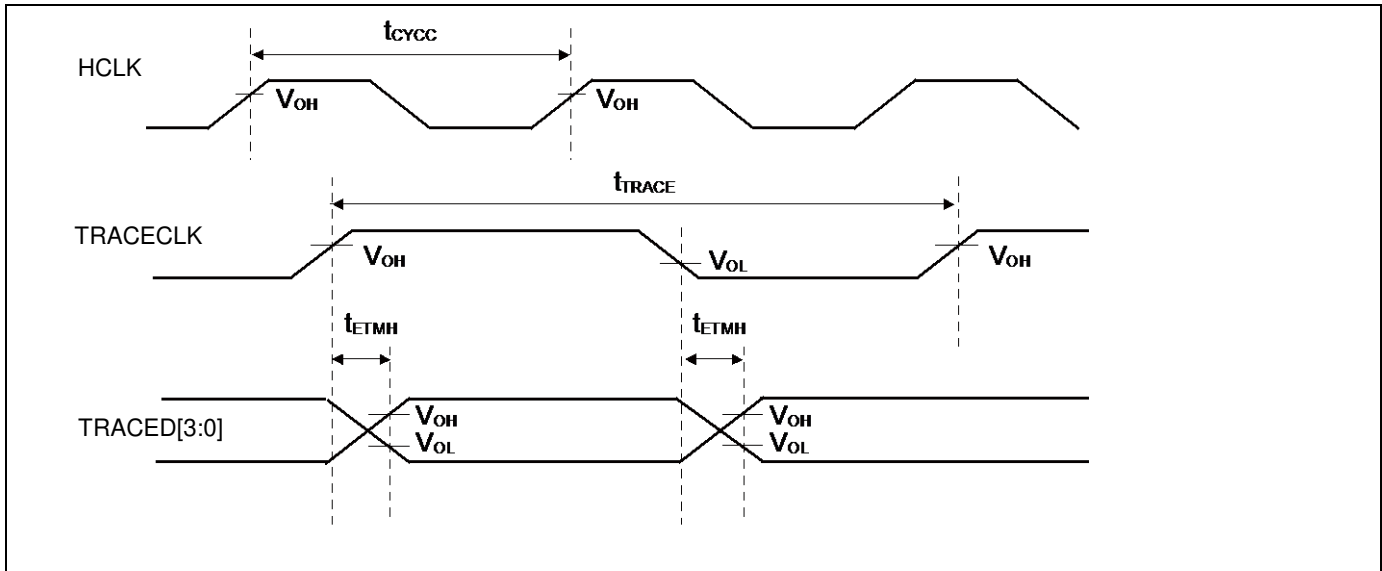 tCYCC
HCLK
VOH VOH
tTRACE
TRACECLK
VOH VOL VOH
tETMH tETMH
TRACED[3:0]
VOH VOH
VOL VOL